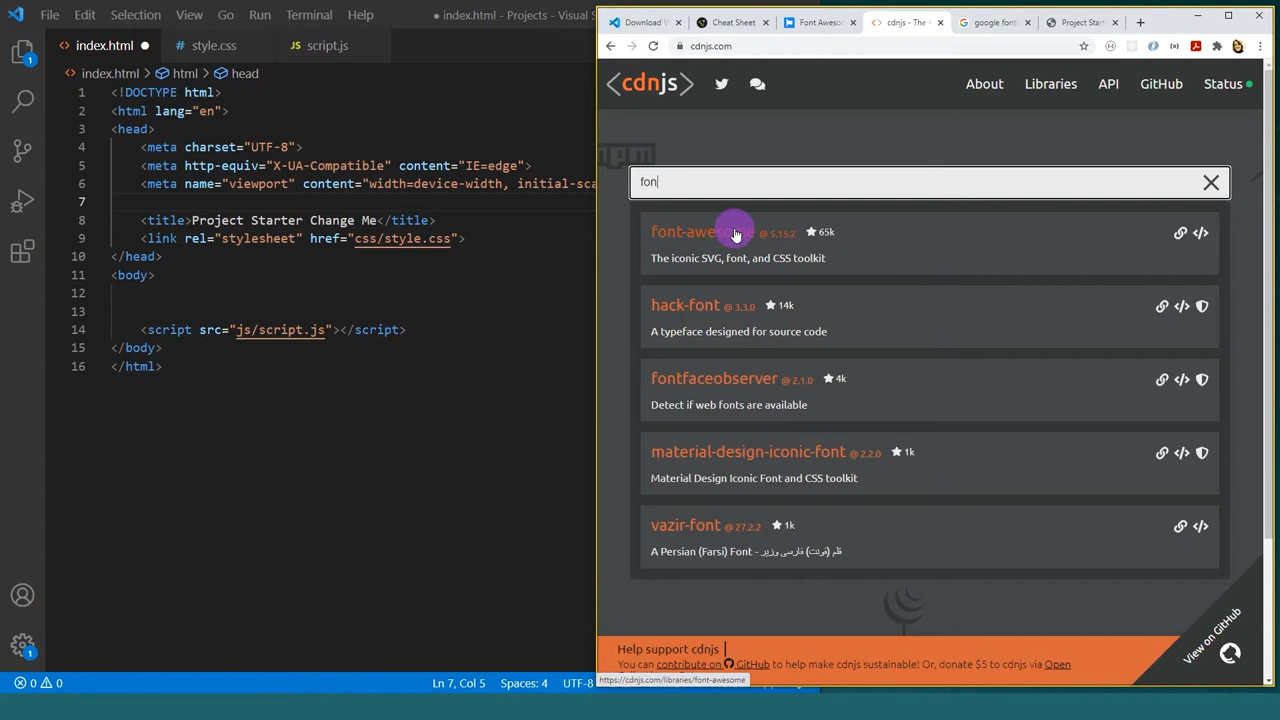 File Edit Selection View Go Run Terminal ● index.html - Projects - Visual S
index.html ● style.css script.js
index.html > html > head
1 <!DOCTYPE html>
2 <html lang="en">
3 <head>
4 <meta charset="UTF-8">
5 <meta http-equiv="X-UA-Compatible" content="IE=edge">
6 <meta name="viewport" content="width=device-width, initial-sca
7
8 <title>Project Starter Change Me</title>
9 <link rel="stylesheet" href="css/style.css">
10 </head>
11 <body>
12
13
14 <script src="js/script.js"></script>
15 </body>
16 </html>
1
1
0 0 Ln 7, Col 5 Spaces: 4 UTF-8
Download V Cheat Sheet Font Aweso cdnjs - The google font Project Star
cdnjs.com
<cdnjs> About Libraries API GitHub Status
npm
fon
font-awesome @ 5.15.2 65k
The iconic SVG, font, and CSS toolkit
hack-font @ 3.3.0 14k
A typeface designed for source code
fontfaceobserver @ 2.1.0 4k
Detect if web fonts are available
material-design-iconic-font @ 2.2.0 1k
Material Design Iconic Font and CSS toolkit
vazir-font @ 27.2.2 1k
A Persian (Farsi) Font - قلم (فونت) فارسی وزیر
View on GitHub
Help support cdnjs
You can contribute on GitHub to help make cdnjs sustainable! Or, donate $5 to cdnjs via Open
https://cdnjs.com/libraries/font-awesome